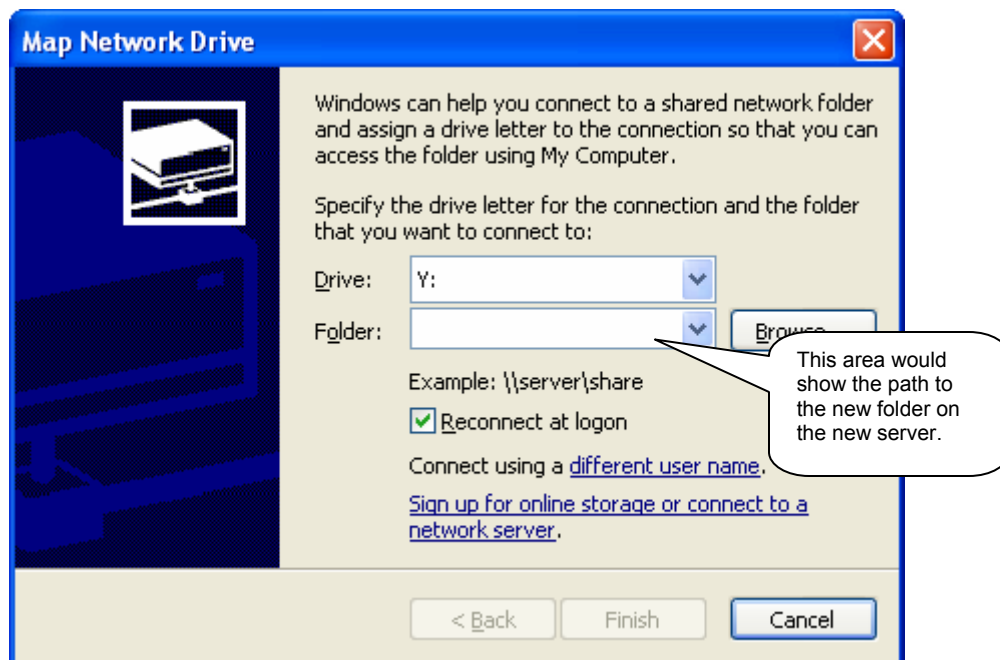 Map Network Drive
Windows can help you connect to a shared network folder
and assign a drive letter to the connection so that you can
access the folder using My Computer.
Specify the drive letter for the connection and the folder
that you want to connect to:
Drive: Y:
Folder:
This area would
show the path to
the new folder on
the new server.
Example: \\server\share
Reconnect at logon
Connect using a different user name.
Sign up for online storage or connect to a
network server.
< Back Finish Cancel